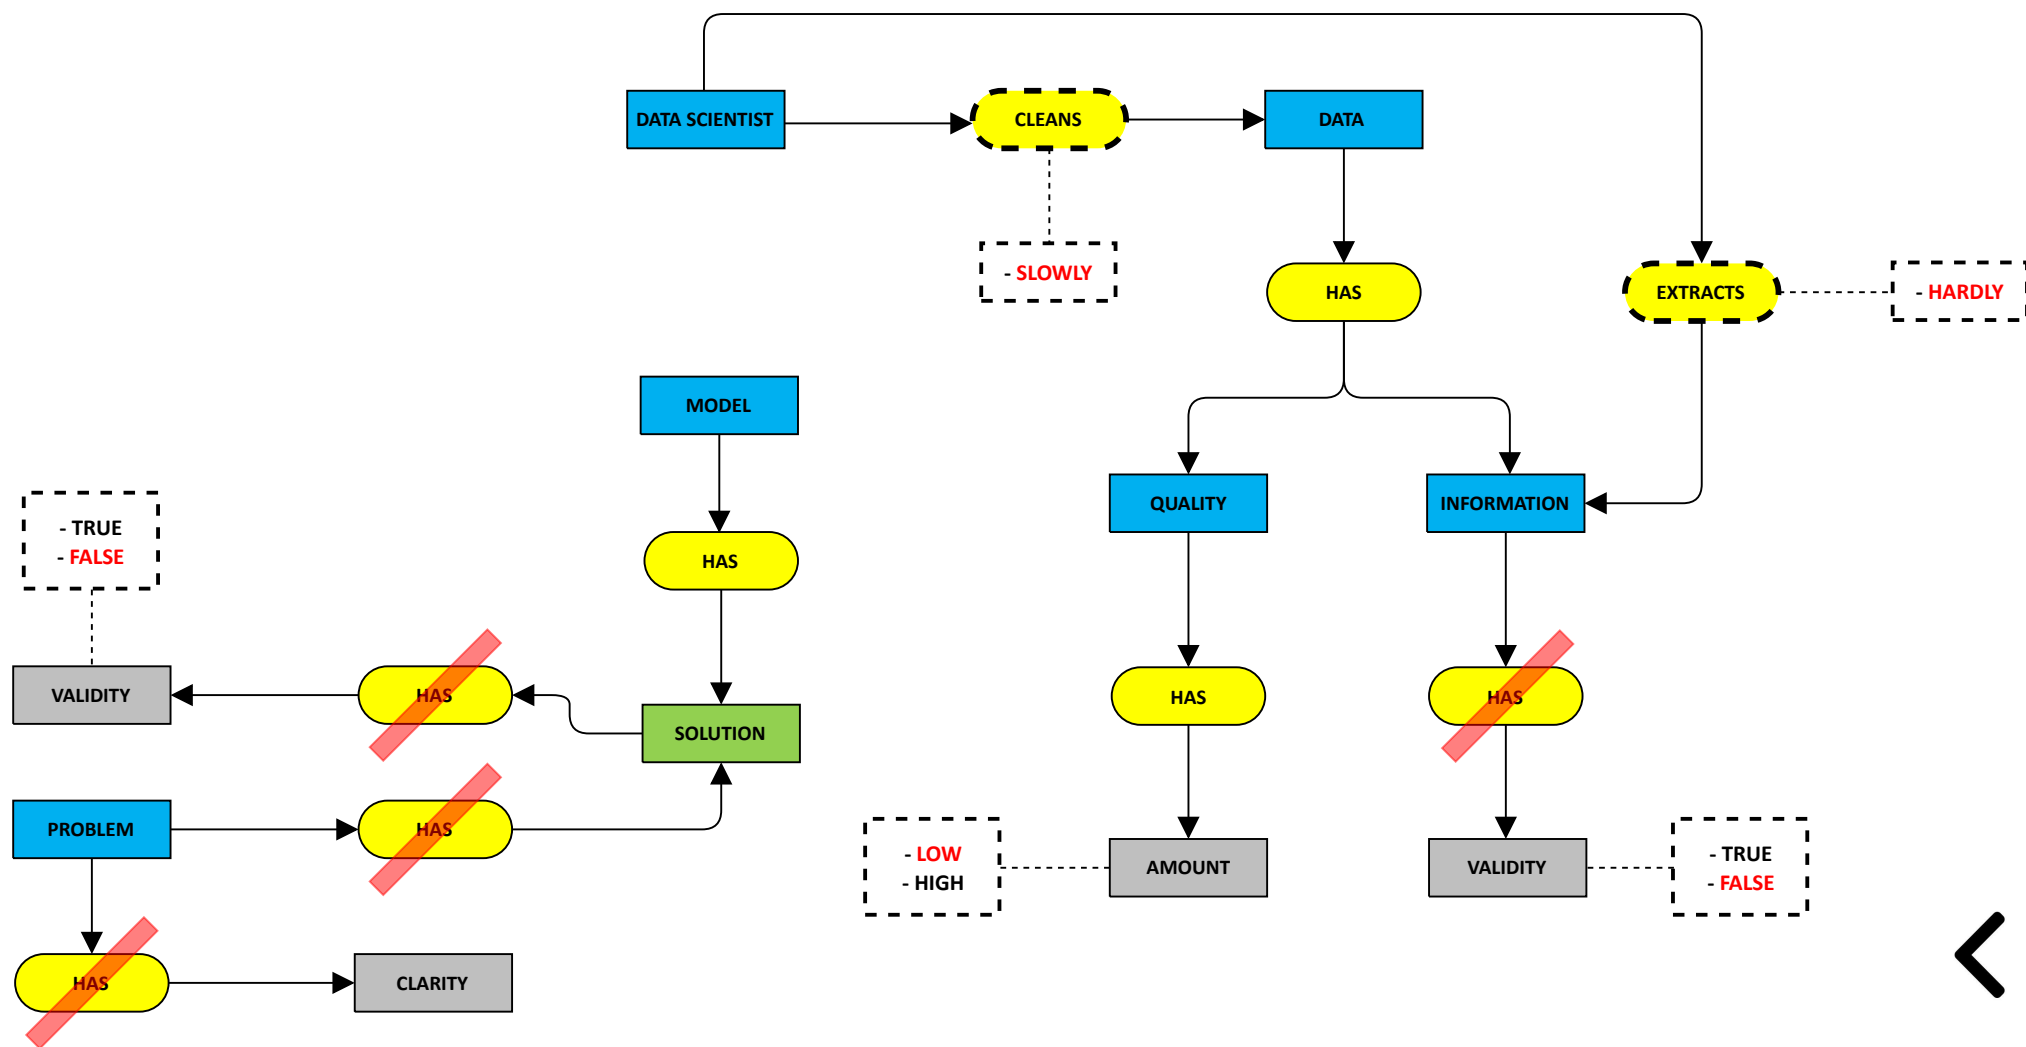 DATA SCIENTIST
CLEANS
DATA
- SLOWLY
HAS
EXTRACTS
- HARDLY
MODEL
QUALITY
INFORMATION
- TRUE
- FALSE
HAS
VALIDITY
HAS
SOLUTION
HAS
HAS
PROBLEM
HAS
- LOW
- HIGH
AMOUNT
VALIDITY
- TRUE
- FALSE
HAS
CLARITY